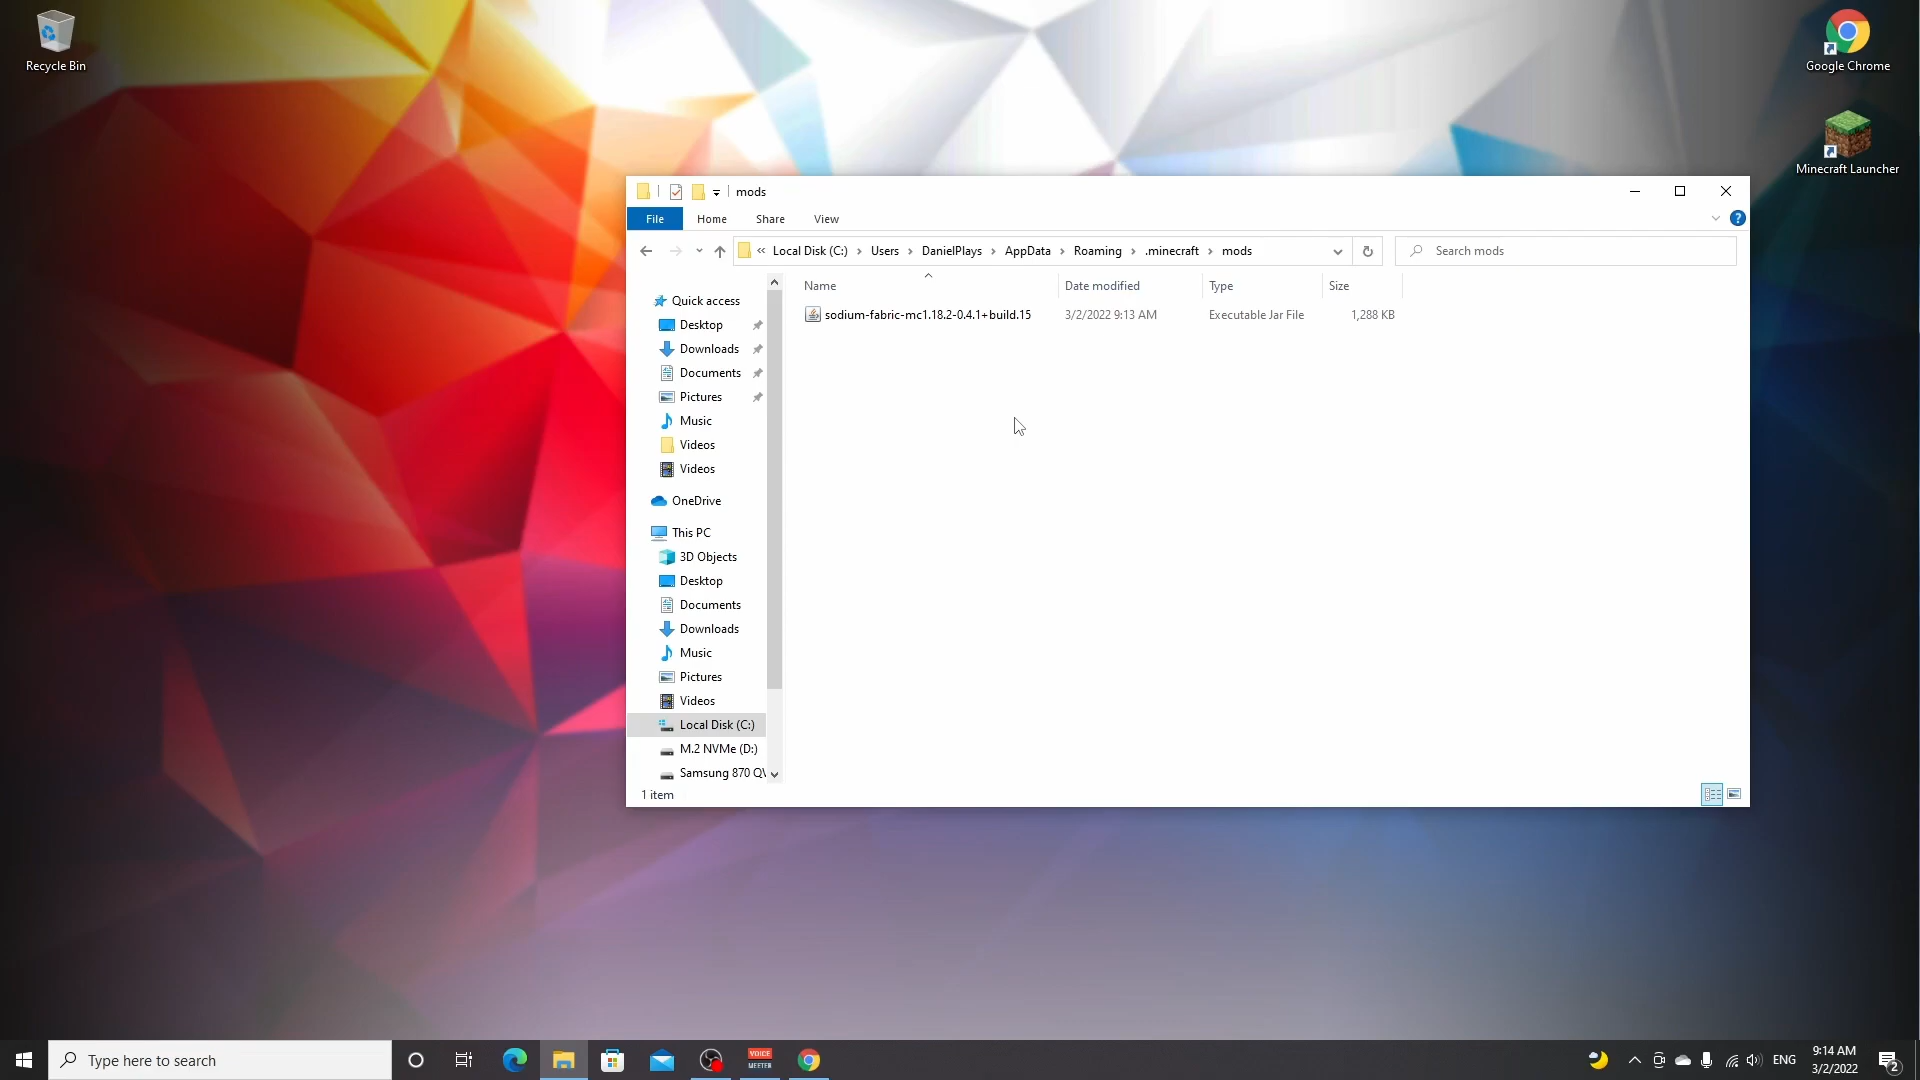 Recycle Bin
Google Chrome
Minecraft Launcher
mods
File Home Share View
« Local Disk (C:) › Users › DanielPlays › AppData › Roaming › .minecraft › mods
Search mods
Name Date modified Type Size
sodium-fabric-mc1.18.2-0.4.1+build.15 3/2/2022 9:13 AM Executable Jar File 1,288 KB
Quick access
Desktop
Downloads
Documents
Pictures
Music
Videos
Videos
OneDrive
This PC
3D Objects
Desktop
Documents
Downloads
Music
Pictures
Videos
Local Disk (C:)
M.2 NVMe (D:)
Samsung 870 QV
1 item
Type here to search
VOICE
MEETER
ENG
9:14 AM
3/2/2022
2